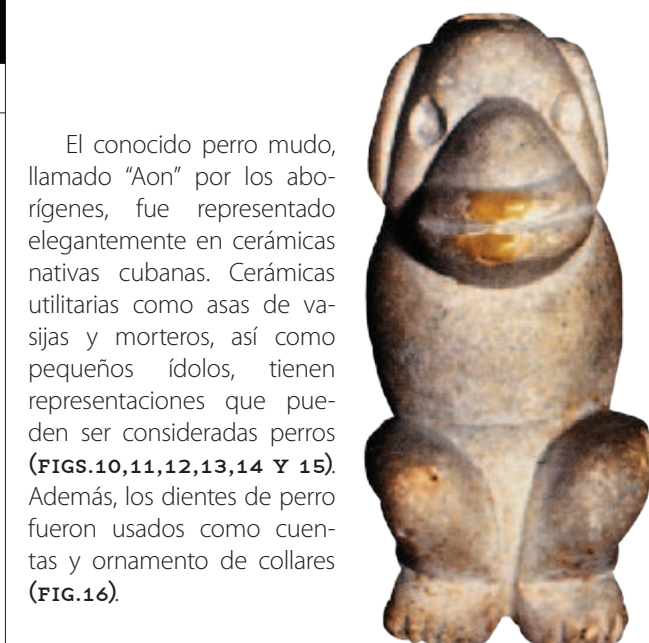 El conocido perro mudo,
llamado “Aon” por los abo-
rígenes, fue representado
elegantemente en cerámicas
nativas cubanas. Cerámicas
utilitarias como asas de va-
sijas y morteros, así como
pequeños ídolos, tienen
representaciones que pue-
den ser consideradas perros
(FIGS.10,11,12,13,14 Y 15).
Además, los dientes de perro
fueron usados como cuen-
tas y ornamento de collares
(FIG.16).